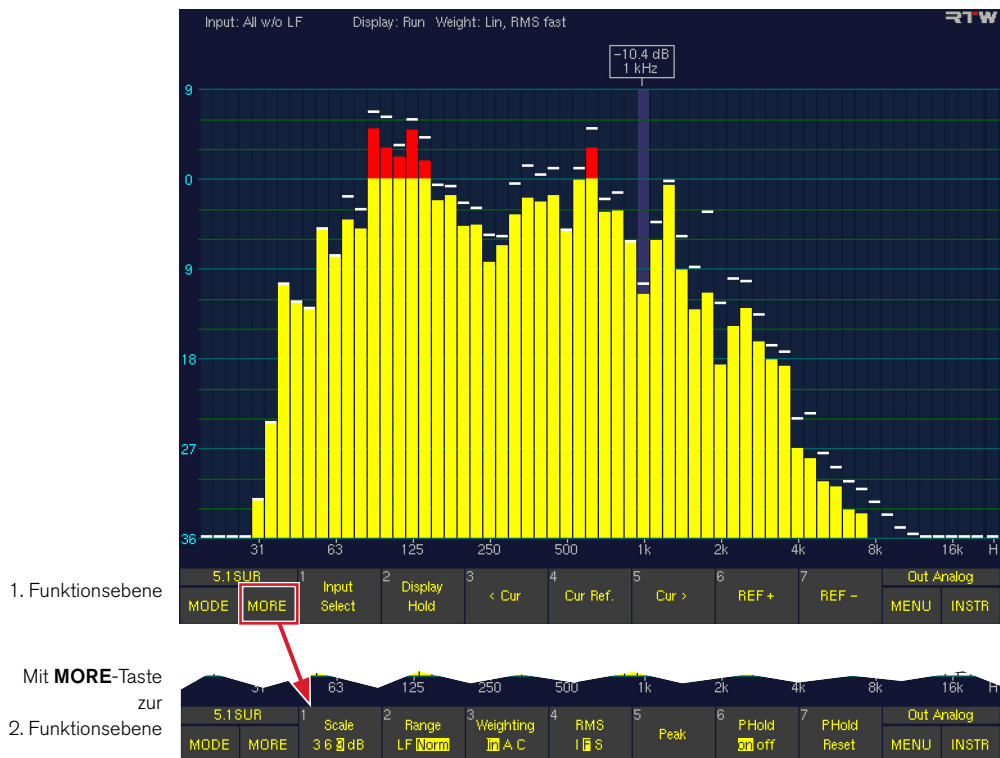 Input: All w/o LF Display: Run Weight: Lin, RMS fast RTW
−10.4 dB
1 kHz
9
0
9
18
27
36
31 63 125 250 500 1k 2k 4k 8k 16k H
1. Funktionsebene
5.1SUR 1 2 3 4 5 6 7 Out Analog
MODE MORE Input Select Display Hold < Cur Cur Ref. Cur > REF + REF − MENU INSTR
Mit MORE-Taste
zur
2. Funktionsebene
31 63 125 250 500 1k 2k 4k 8k 16k H
5.1SUR 1 2 3 4 5 6 7 Out Analog
MODE MORE Scale 3 6 9 dB Range LF Norm Weighting lin A C RMS I F S Peak PHold on off PHold Reset MENU INSTR